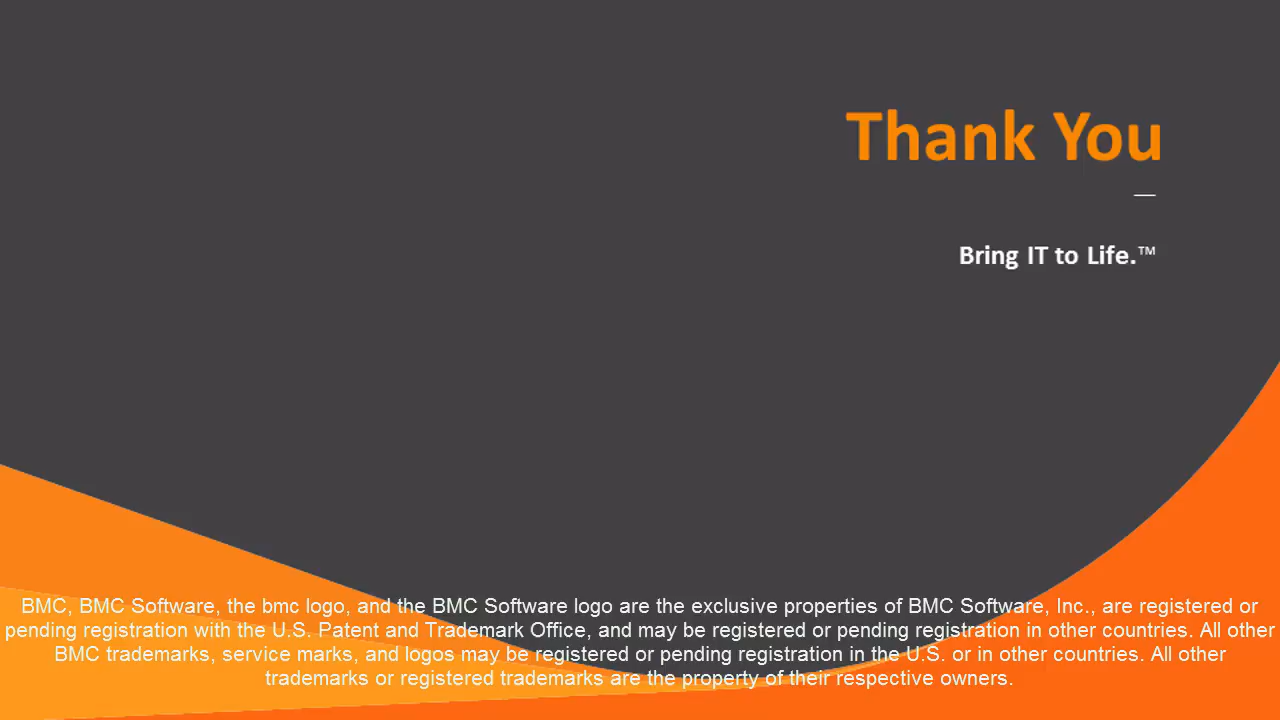 Thank You
Bring IT to Life.™
BMC, BMC Software, the bmc logo, and the BMC Software logo are the exclusive properties of BMC Software, Inc., are registered or
pending registration with the U.S. Patent and Trademark Office, and may be registered or pending registration in other countries. All other
BMC trademarks, service marks, and logos may be registered or pending registration in the U.S. or in other countries. All other
trademarks or registered trademarks are the property of their respective owners.